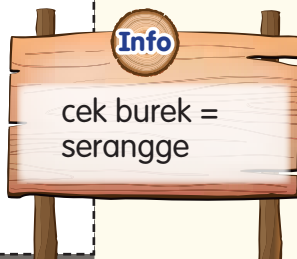 Info
cek burek =
serangge